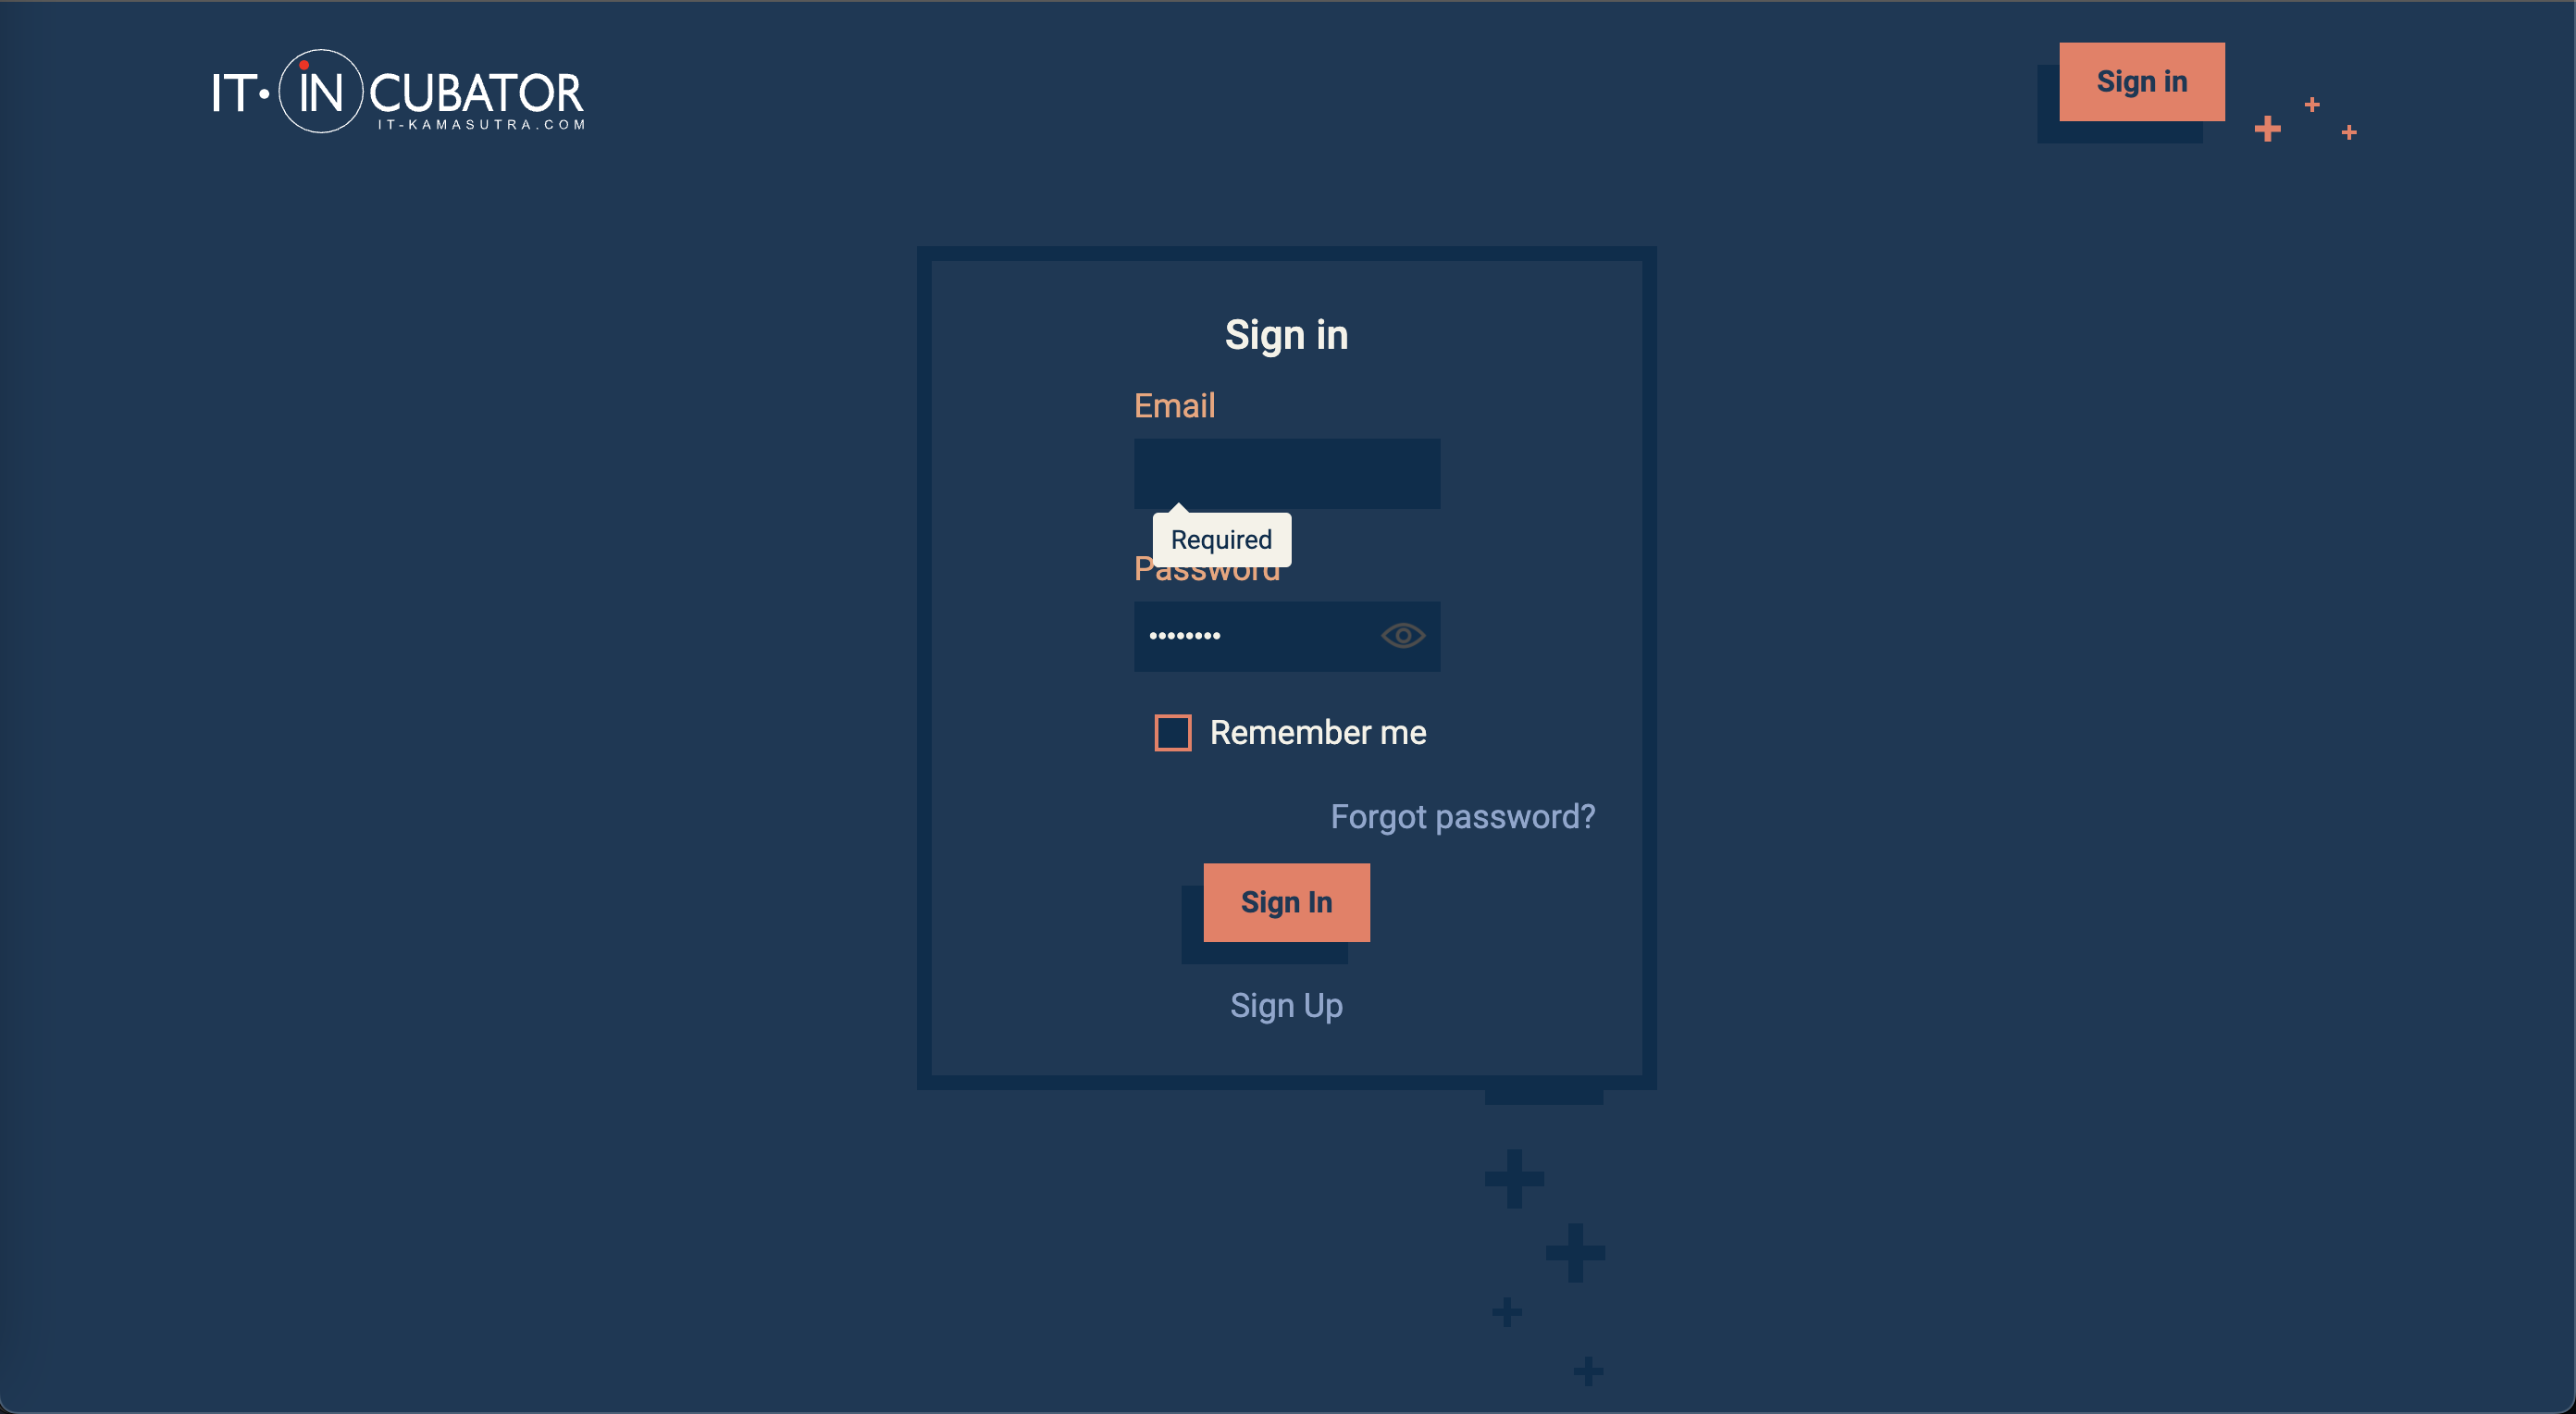 IT·INCUBATOR
IT-KAMASUTRA.COM
Sign in
Sign in
Email
Required
Password
Remember me
Forgot password?
Sign In
Sign Up